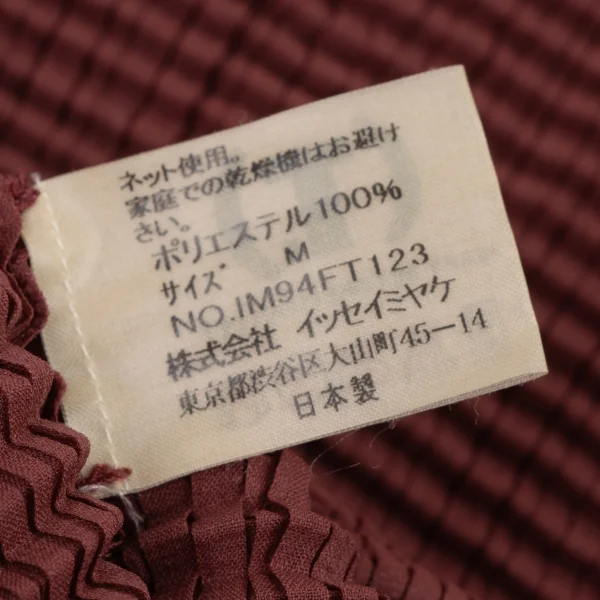 ネット使用。
家庭での乾燥機はお避け
さい。
ポリエステル100%
サイズ M
NO.IM94FT123
株式会社 イッセイミヤケ
東京都渋谷区大山町45-14
日本製